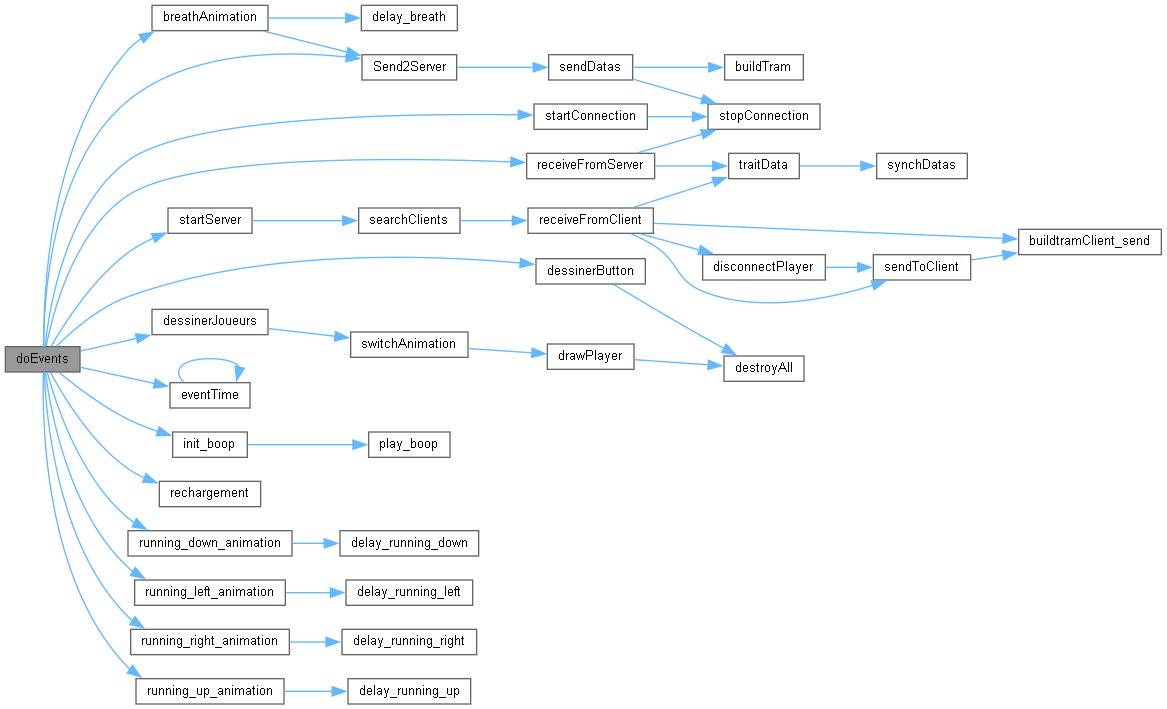 breathAnimation
delay_breath
Send2Server
sendDatas
buildTram
startConnection
stopConnection
receiveFromServer
traitData
synchDatas
startServer
searchClients
receiveFromClient
buildtramClient_send
disconnectPlayer
sendToClient
dessinerButton
dessinerJoueurs
switchAnimation
drawPlayer
destroyAll
doEvents
eventTime
init_boop
play_boop
rechargement
running_down_animation
delay_running_down
running_left_animation
delay_running_left
running_right_animation
delay_running_right
running_up_animation
delay_running_up